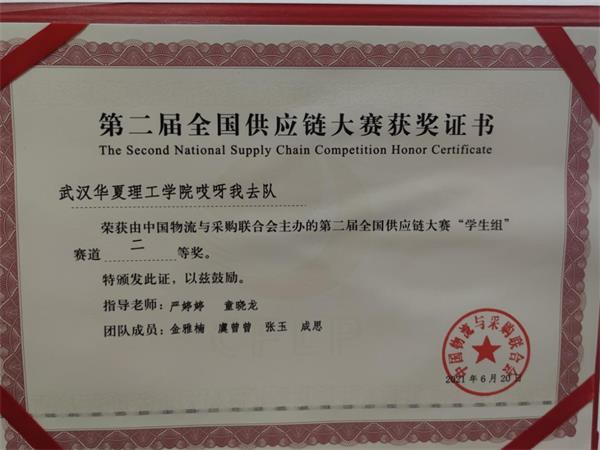 第二届全国供应链大赛获奖证书
The Second National Supply Chain Competition Honor Certificate
武汉华夏理工学院哎呀我去队
荣获由中国物流与采购联合会主办的第二届全国供应链大赛“学生组”
赛道 二 等奖。
特颁发此证，以兹鼓励。
指导老师：严婷婷 童晓龙
团队成员：金雅楠 虞曾曾 张玉 成思
中国物流与采购联合会
2021年6月20日